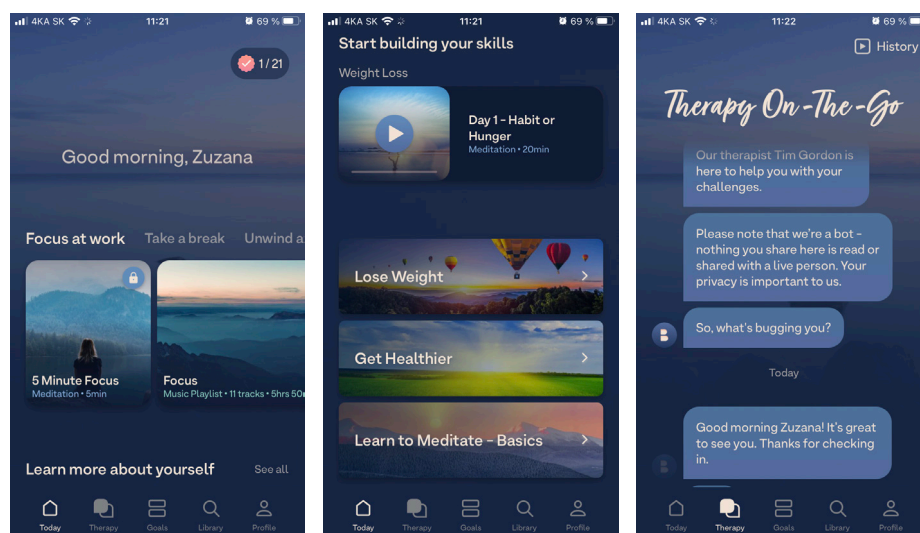 4KA SK
11:21
69 %
1 / 21
Good morning, Zuzana
Focus at work
Take a break
Unwind a
5 Minute Focus
Meditation • 5min
Focus
Music Playlist • 11 tracks • 5hrs 50
Learn more about yourself
See all
Today
Therapy
Goals
Library
Profile
4KA SK
11:21
69 %
Start building your skills
Weight Loss
Day 1 - Habit or
Hunger
Meditation • 20min
Lose Weight
Get Healthier
Learn to Meditate - Basics
Today
Therapy
Goals
Library
Profile
4KA SK
11:22
69 %
History
Therapy On-The-Go
Our therapist Tim Gordon is
here to help you with your
challenges.
Please note that we're a bot -
nothing you share here is read or
shared with a live person. Your
privacy is important to us.
So, what's bugging you?
Today
Good morning Zuzana! It's great
to see you. Thanks for checking
in.
Today
Therapy
Goals
Library
Profile